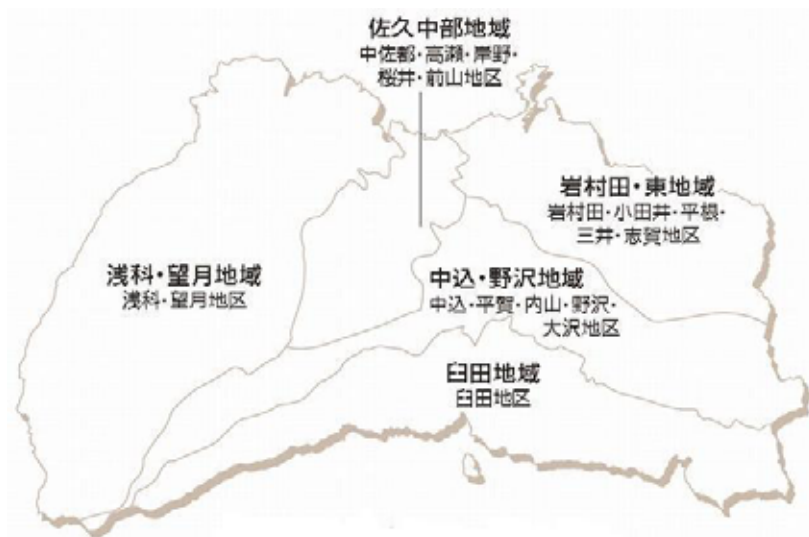 佐久中部地域
中佐都・高瀬・岸野・
桜井・前山地区
岩村田・東地域
岩村田・小田井・平根・
三井・志賀地区
浅科・望月地域
浅科・望月地区
中込・野沢地域
中込・平賀・内山・野沢・
大沢地区
臼田地域
臼田地区